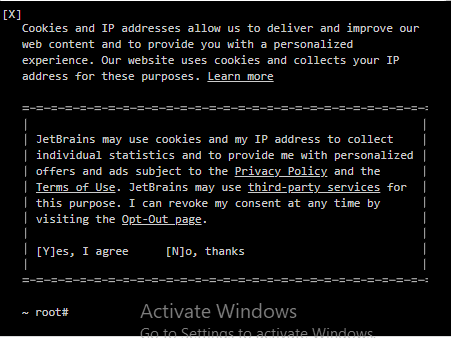 [X]
Cookies and IP addresses allow us to deliver and improve our
web content and to provide you with a personalized
experience. Our website uses cookies and collects your IP
address for these purposes. Learn more
JetBrains may use cookies and my IP address to collect
individual statistics and to provide me with personalized
offers and ads subject to the Privacy Policy and the
Terms of Use. JetBrains may use third-party services for
this purpose. I can revoke my consent at any time by
visiting the Opt-Out page.
[Y]es, I agree [N]o, thanks
~ root#
Activate Windows
Go to Settings to activate Windows.